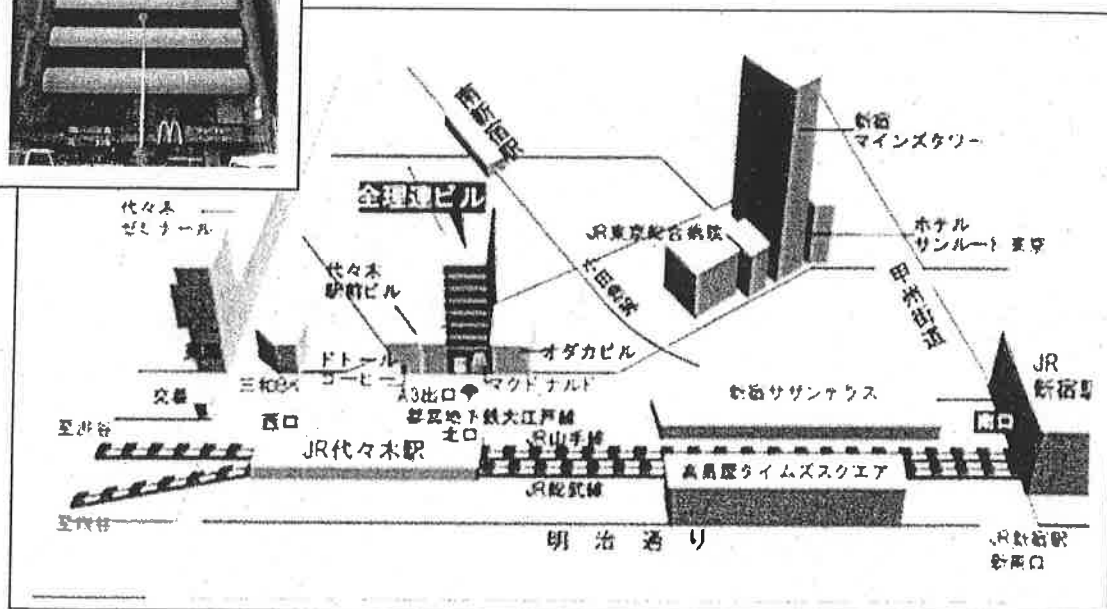 南新宿駅
新宿
マインズタワー
全理連ビル
代々木
ゼミナール
JR東京総合病院
ホテル
サンルート東京
代々木
駅前ビル
小田急線
甲州街道
オダカビル
ドトール
コーヒー
マクドナルド
JR
新宿駅
三和BK
A3出口
新宿サザンテラス
交番
西口
都営地下鉄大江戸線
北口
南口
至渋谷
JR代々木駅
JR山手線
高島屋タイムズスクエア
JR総武線
明治通り
JR新宿駅
新南口